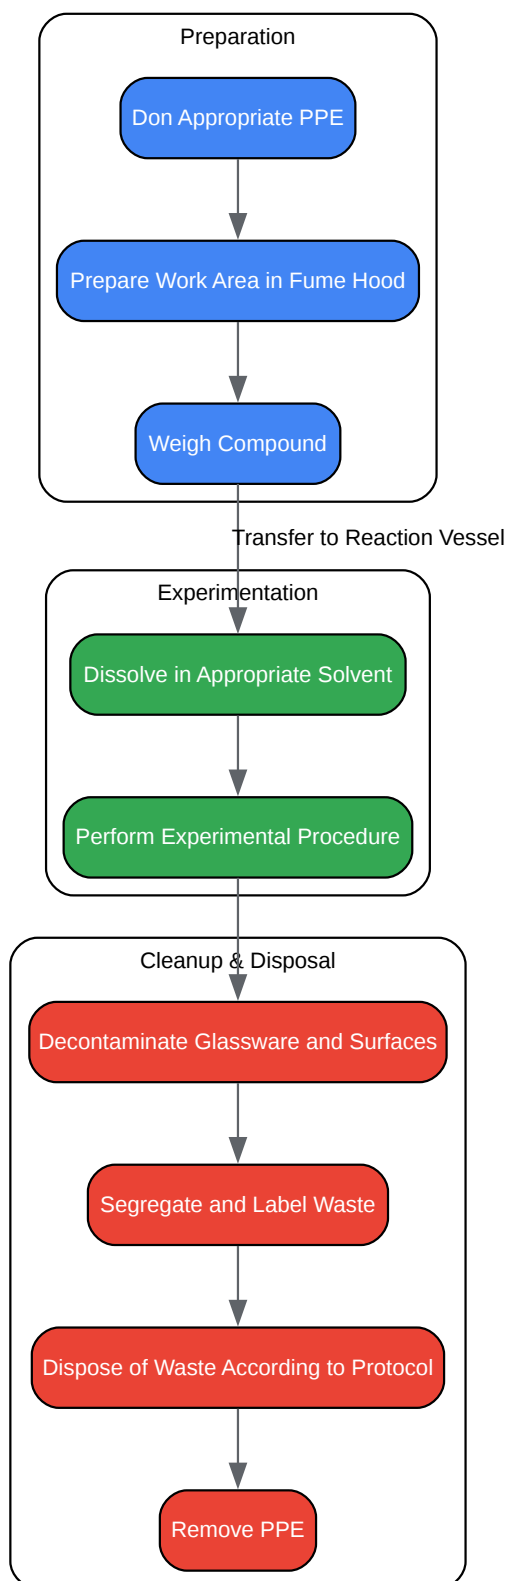 Preparation
Don Appropriate PPE
Prepare Work Area in Fume Hood
Weigh Compound
Transfer to Reaction Vessel
Experimentation
Dissolve in Appropriate Solvent
Perform Experimental Procedure
Cleanup & Disposal
Decontaminate Glassware and Surfaces
Segregate and Label Waste
Dispose of Waste According to Protocol
Remove PPE